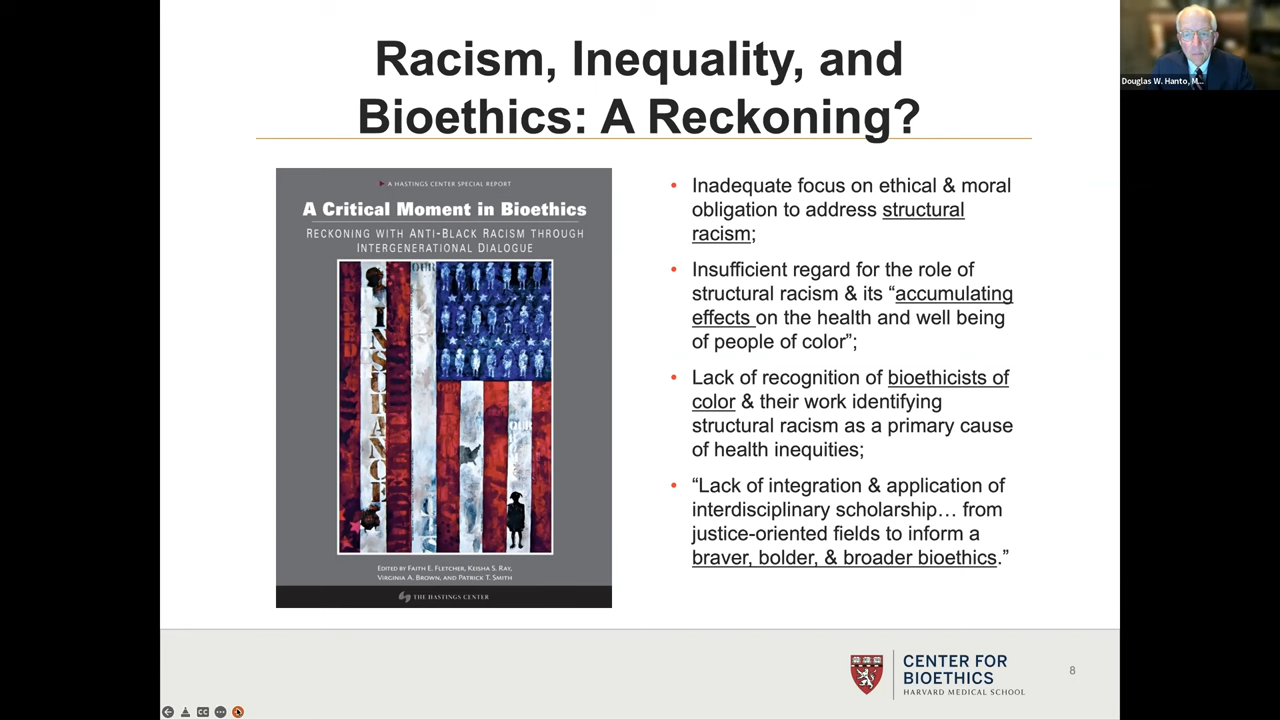 Racism, Inequality, and
Bioethics: A Reckoning?
Douglas W. Hanto, M...
A HASTINGS CENTER SPECIAL REPORT
A Critical Moment in Bioethics
RECKONING WITH ANTI-BLACK RACISM THROUGH
INTERGENERATIONAL DIALOGUE
OUR
INSURANCE
OUR
EDITED BY FAITH E. FLETCHER, KEISHA S. RAY,
VIRGINIA A. BROWN, AND PATRICK T. SMITH
THE HASTINGS CENTER
• Inadequate focus on ethical & moral
obligation to address structural
racism;
• Insufficient regard for the role of
structural racism & its “accumulating
effects on the health and well being
of people of color”;
• Lack of recognition of bioethicists of
color & their work identifying
structural racism as a primary cause
of health inequities;
• “Lack of integration & application of
interdisciplinary scholarship… from
justice-oriented fields to inform a
braver, bolder, & broader bioethics.”
CENTER FOR
BIOETHICS
HARVARD MEDICAL SCHOOL
8
CC